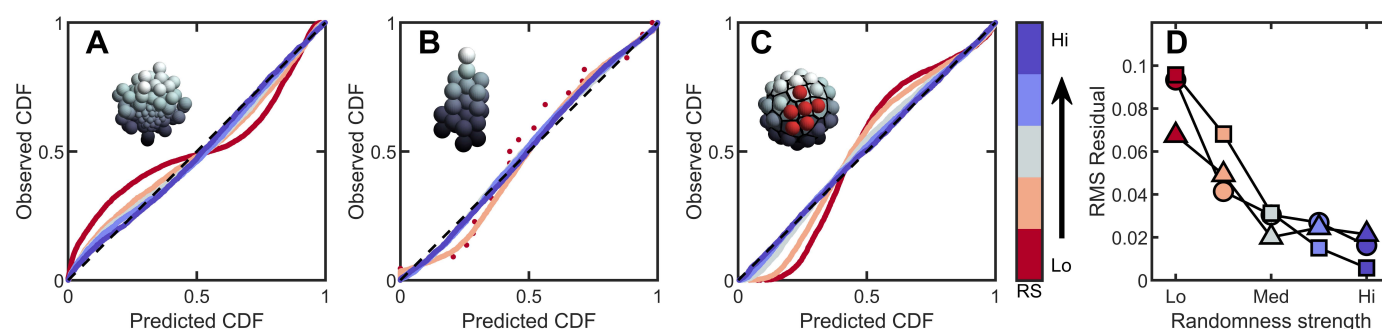 A
1
0.5
0
0
0.5
1
Observed CDF
Predicted CDF
B
1
0.5
0
0
0.5
1
Observed CDF
Predicted CDF
C
1
0.5
0
0
0.5
1
Observed CDF
Predicted CDF
Hi
Lo
RS
D
0.1
0.08
0.06
0.04
0.02
0
RMS Residual
Lo
Med
Hi
Randomness strength